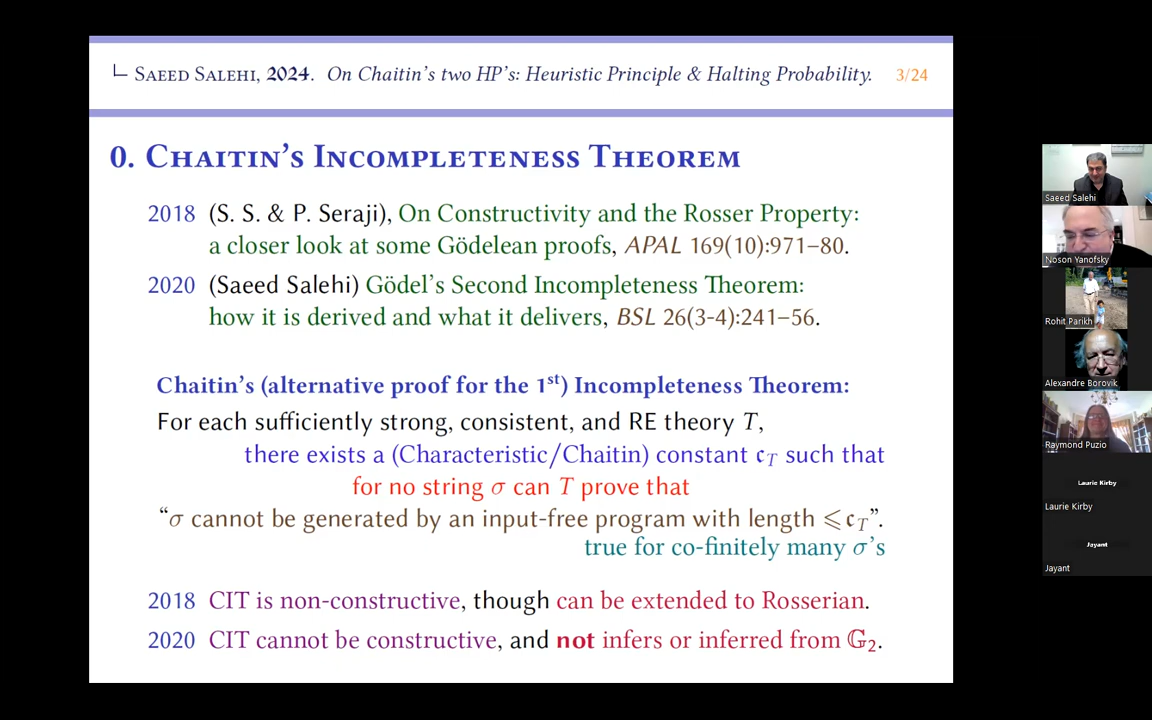 └ Saeed Salehi, 2024. On Chaitin's two HP's: Heuristic Principle & Halting Probability. 3/24
0. Chaitin's Incompleteness Theorem
2018 (S. S. & P. Seraji), On Constructivity and the Rosser Property:
a closer look at some Gödelean proofs, APAL 169(10):971–80.
2020 (Saeed Salehi) Gödel's Second Incompleteness Theorem:
how it is derived and what it delivers, BSL 26(3-4):241–56.
Chaitin's (alternative proof for the 1st) Incompleteness Theorem:
For each sufficiently strong, consistent, and RE theory T,
there exists a (Characteristic/Chaitin) constant 𝔠_T such that
for no string σ can T prove that
“σ cannot be generated by an input-free program with length ⩽𝔠_T”.
true for co-finitely many σ's
2018 CIT is non-constructive, though can be extended to Rosserian.
2020 CIT cannot be constructive, and not infers or inferred from 𝔾₂.
Saeed Salehi
Noson Yanofsky
Rohit Parikh
Alexandre Borovik
Raymond Puzio
Laurie Kirby
Laurie Kirby
Jayant
Jayant